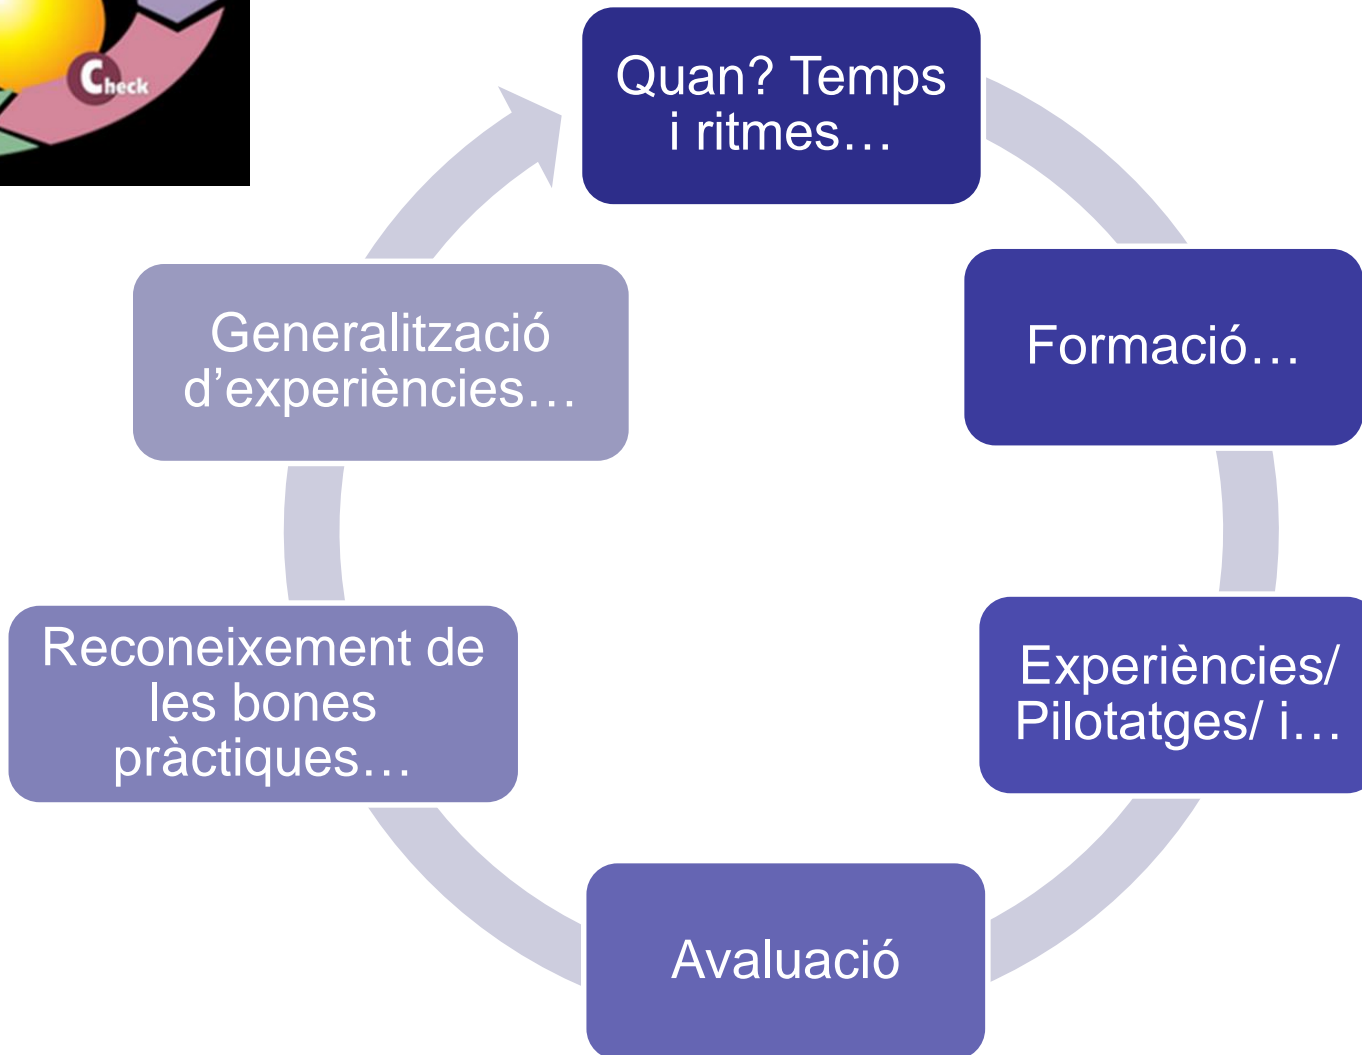 Check
Quan? Temps
i ritmes…
Formació…
Experiències/
Pilotatges/ i…
Avaluació
Reconeixement de
les bones
pràctiques…
Generalització
d’experiències…